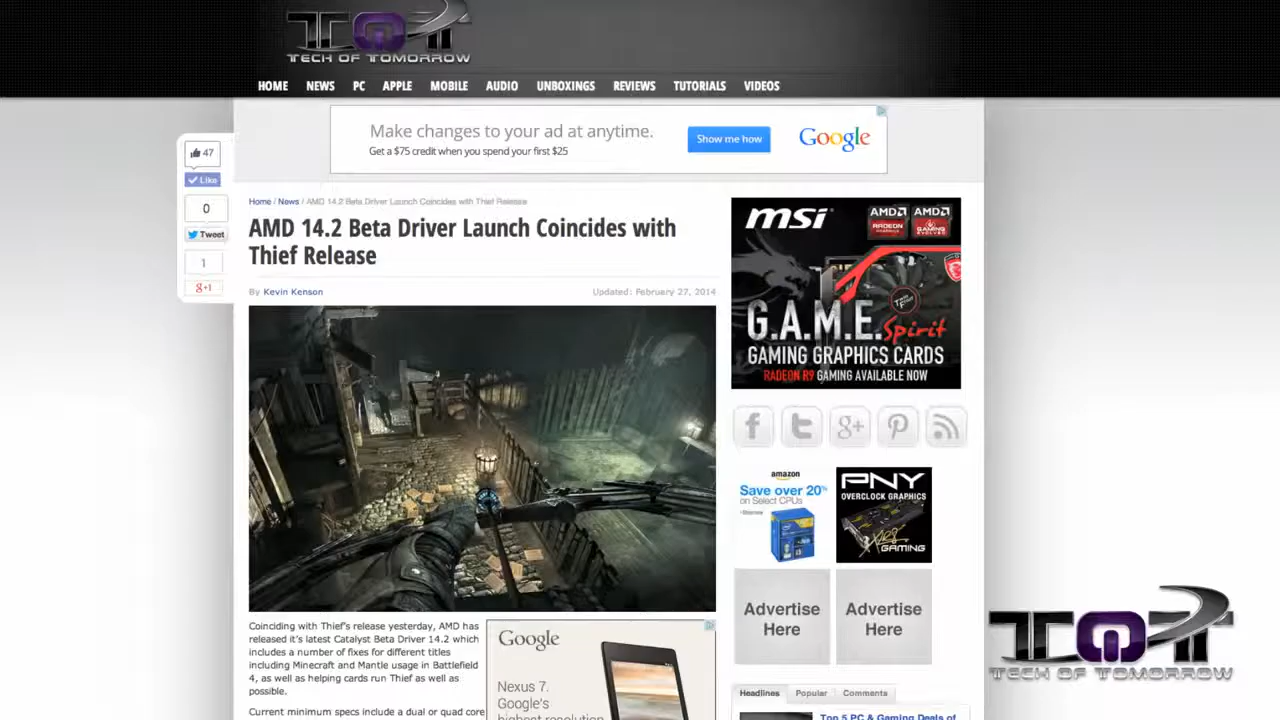 TECH OF TOMORROW
HOME NEWS PC APPLE MOBILE AUDIO UNBOXINGS REVIEWS TUTORIALS VIDEOS
Make changes to your ad at anytime.
Get a $75 credit when you spend your first $25
Show me how
Google
47
Like
0
Tweet
1
g+1
Home / News / AMD 14.2 Beta Driver Launch Coincides with Thief Release
AMD 14.2 Beta Driver Launch Coincides with
Thief Release
By Kevin Kenson
Updated: February 27, 2014
Coinciding with Thief's release yesterday, AMD has
released it's latest Catalyst Beta Driver 14.2 which
includes a number of fixes for different titles
including Minecraft and Mantle usage in Battlefield
4, as well as helping cards run Thief as well as
possible.
Current minimum specs include a dual or quad core
Google
Nexus 7.
Google's
highest resolution
msi
AMD RADEON
AMD GAMING EVOLVED
G.A.M.E. Spirit
GAMING GRAPHICS CARDS
RADEON R9 GAMING AVAILABLE NOW
amazon
Save over 20%
on Select CPUs
PNY
OVERCLOCK GRAPHICS
XLR8
GAMING
Advertise
Here
Advertise
Here
Headlines Popular Comments
Top 5 PC & Gaming Deals of
TECH OF TOMORROW